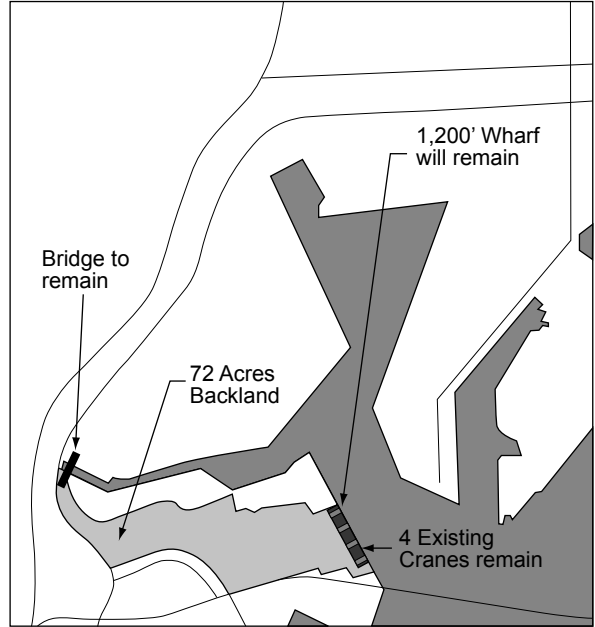 1,200' Wharf
will remain
Bridge to
remain
72 Acres
Backland
4 Existing
Cranes remain